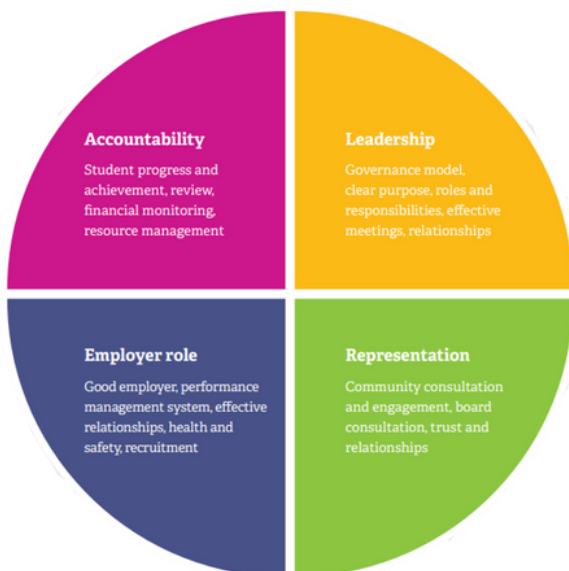 Accountability
Student progress and
achievement, review,
financial monitoring,
resource management
Leadership
Governance model,
clear purpose, roles and
responsibilities, effective
meetings, relationships
Employer role
Good employer, performance
management system, effective
relationships, health and
safety, recruitment
Representation
Community consultation
and engagement, board
consultation, trust and
relationships